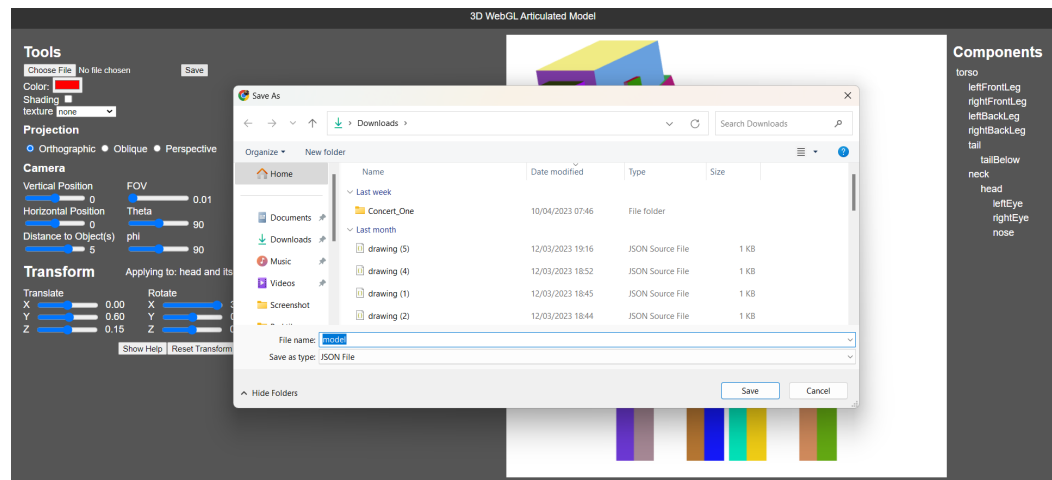 3D WebGL Articulated Model
Tools
Choose File No file chosen Save
Color:
Shading
texture none
Projection
Orthographic Oblique Perspective
Camera
Vertical Position FOV
0 0.01
Horizontal Position Theta
0 90
Distance to Object(s) phi
5 90
Transform Applying to: head and its
Translate Rotate
X 0.00 X
Y 0.60 Y
Z 0.15 Z
Show Help Reset Transform
Save As
Downloads
Search Downloads
Organize New folder
Home
Documents
Downloads
Music
Videos
Screenshot
Name Date modified Type Size
Last week
Concert_One 10/04/2023 07:46 File folder
Last month
drawing (5) 12/03/2023 19:16 JSON Source File 1 KB
drawing (4) 12/03/2023 18:52 JSON Source File 1 KB
drawing (1) 12/03/2023 18:45 JSON Source File 1 KB
drawing (2) 12/03/2023 18:44 JSON Source File 1 KB
File name: model
Save as type: JSON File
Hide Folders
Save Cancel
Components
torso
leftFrontLeg
rightFrontLeg
leftBackLeg
rightBackLeg
tail
tailBelow
neck
head
leftEye
rightEye
nose